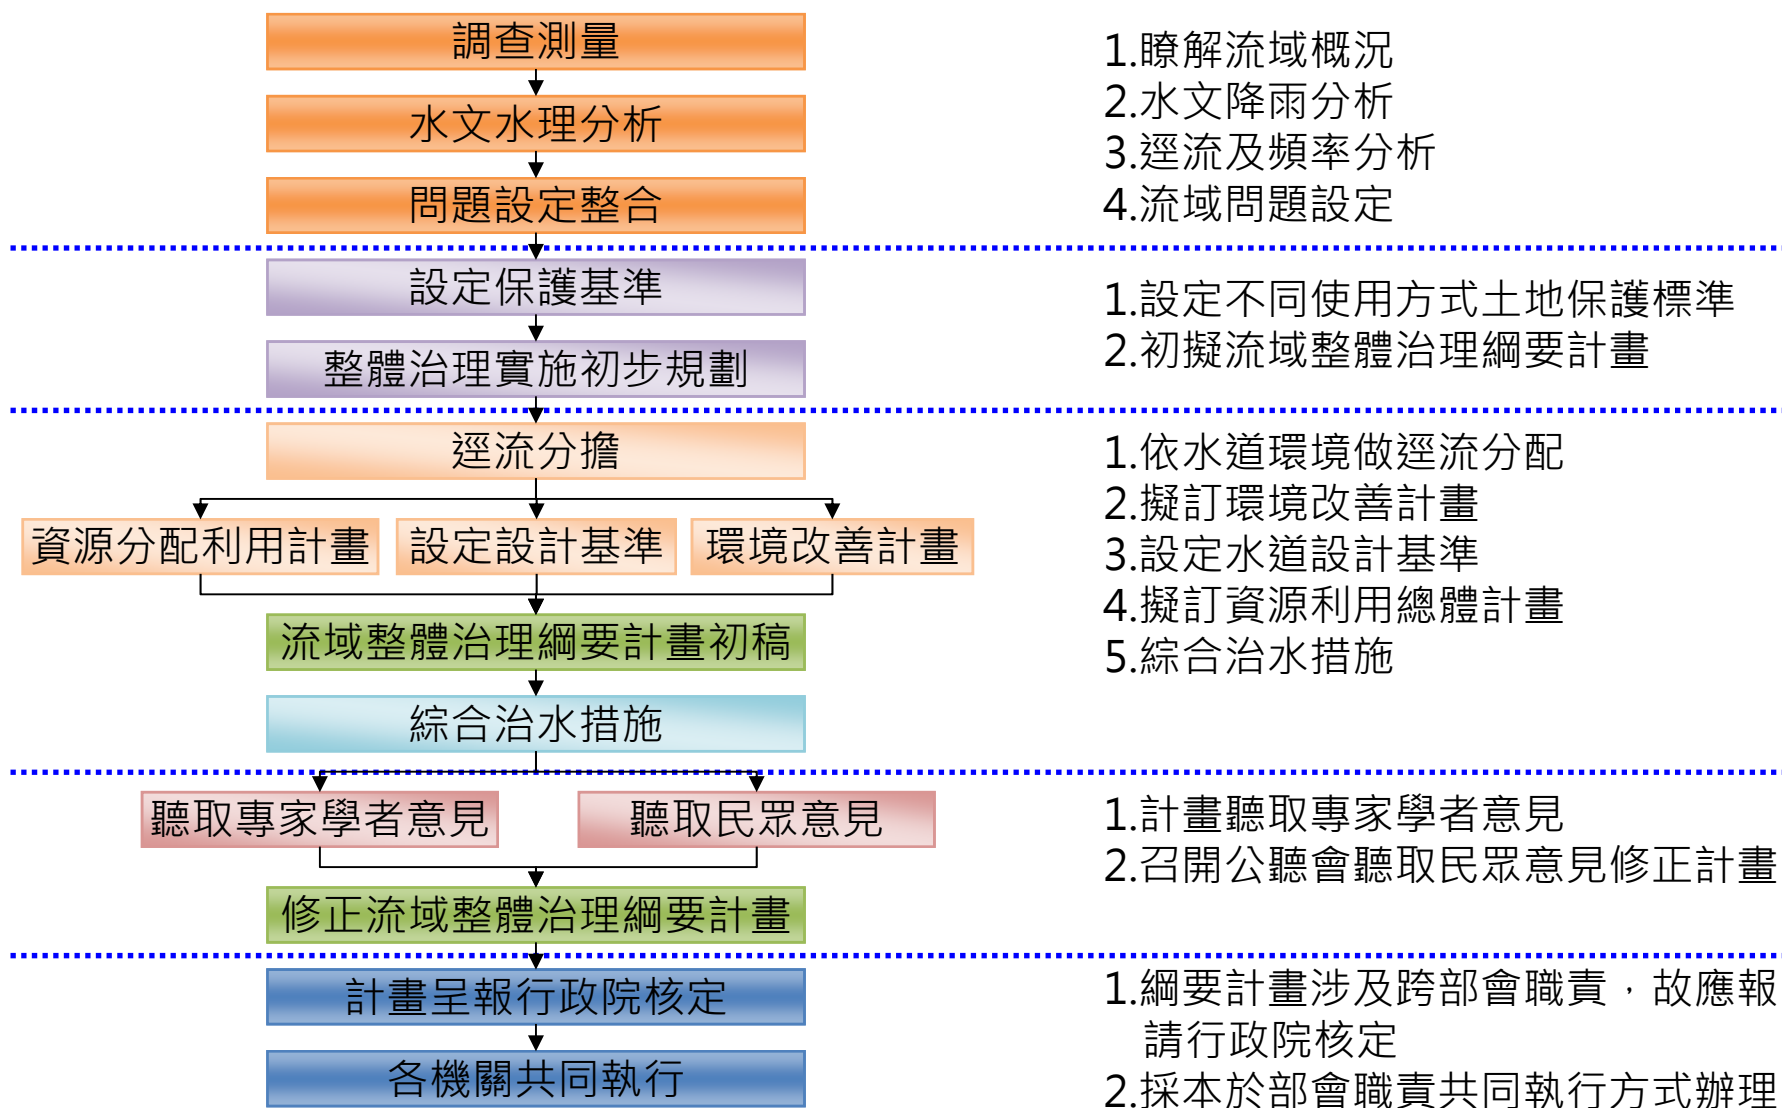 調查測量
水文水理分析
問題設定整合
1.瞭解流域概況
2.水文降雨分析
3.逕流及頻率分析
4.流域問題設定
設定保護基準
整體治理實施初步規劃
1.設定不同使用方式土地保護標準
2.初擬流域整體治理綱要計畫
逕流分擔
資源分配利用計畫
設定設計基準
環境改善計畫
流域整體治理綱要計畫初稿
綜合治水措施
1.依水道環境做逕流分配
2.擬訂環境改善計畫
3.設定水道設計基準
4.擬訂資源利用總體計畫
5.綜合治水措施
聽取專家學者意見
聽取民眾意見
修正流域整體治理綱要計畫
1.計畫聽取專家學者意見
2.召開公聽會聽取民眾意見修正計畫
計畫呈報行政院核定
各機關共同執行
1.綱要計畫涉及跨部會職責，故應報
請行政院核定
2.採本於部會職責共同執行方式辦理